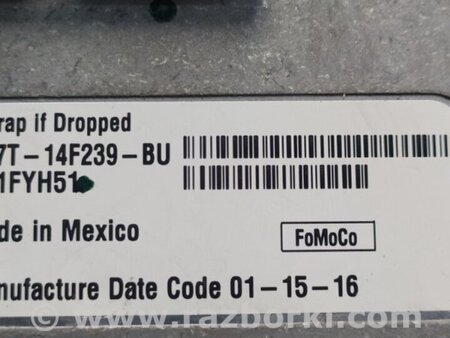 rap if Dropped
7T-14F239-BU
1FYH51
de in Mexico
FoMoCo
nufacture Date Code 01-15-16
www.razborki.com